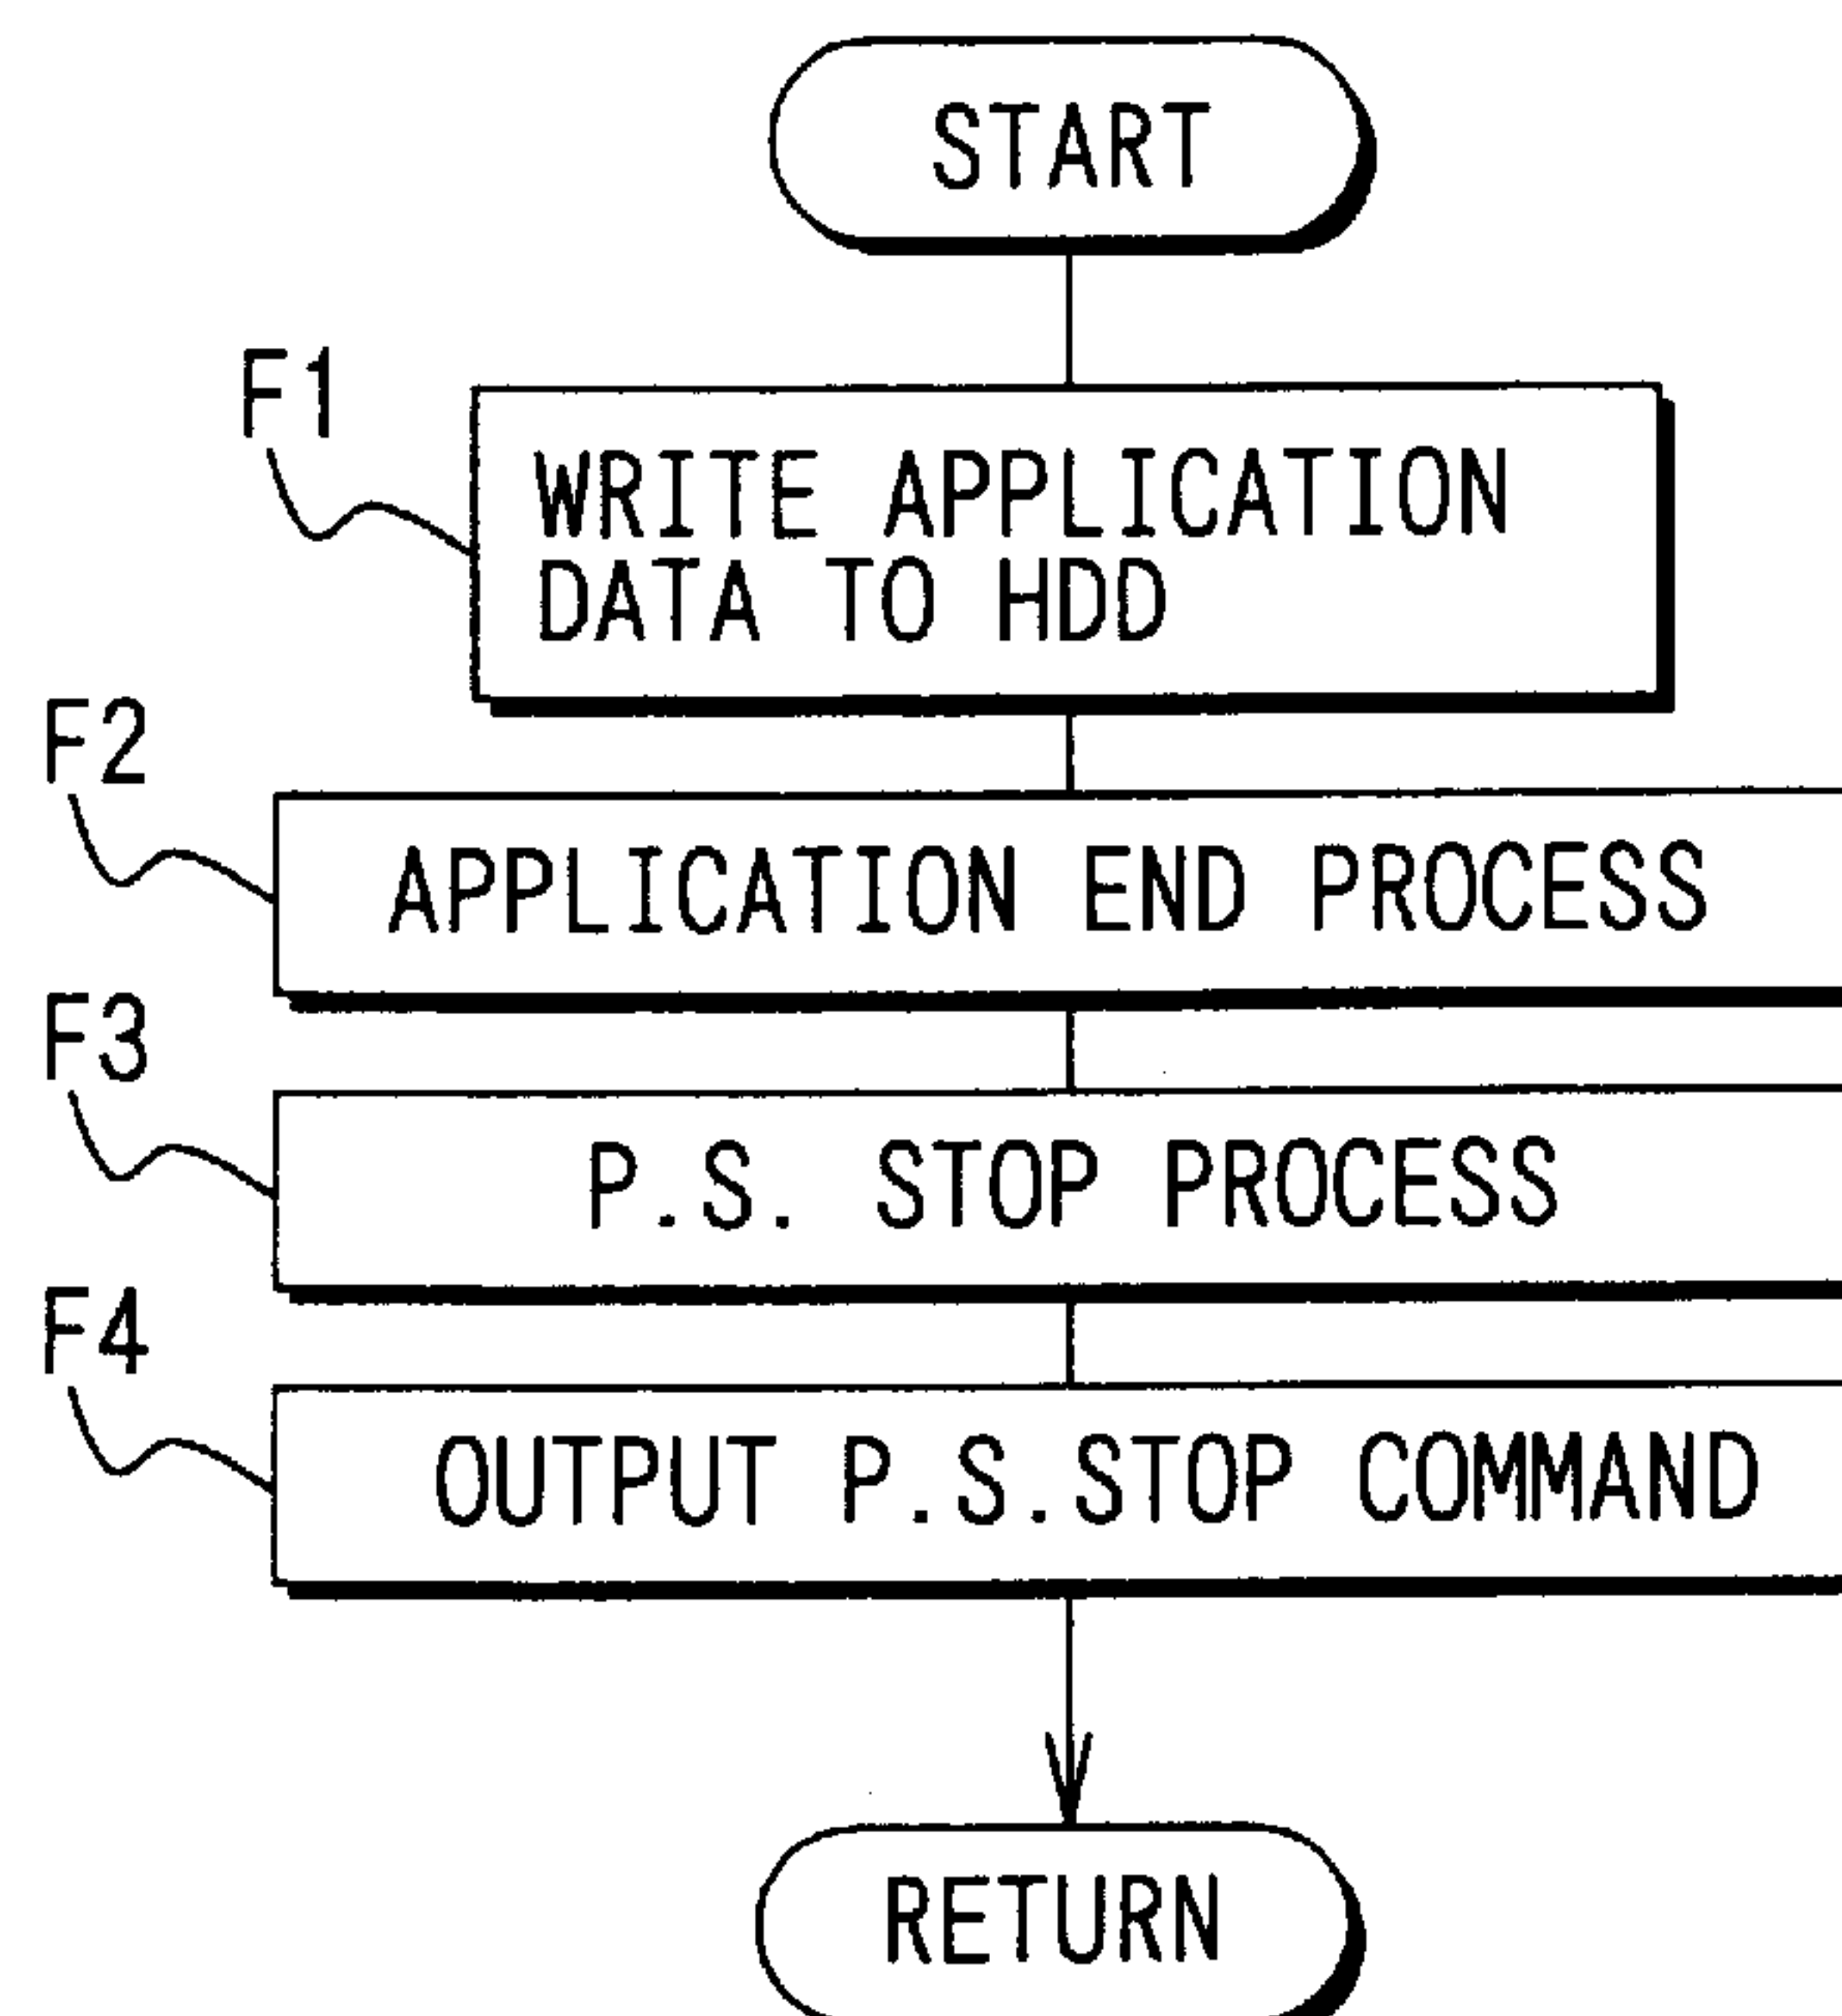 START
F1
WRITE APPLICATION
DATA TO HDD
F2
APPLICATION END PROCESS
F3
P.S. STOP PROCESS
F4
OUTPUT P.S.STOP COMMAND
RETURN